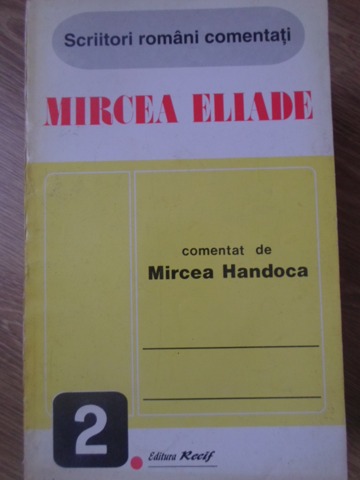 Scriitori români comentați
MIRCEA ELIADE
comentat de
Mircea Handoca
2
Editura Recif